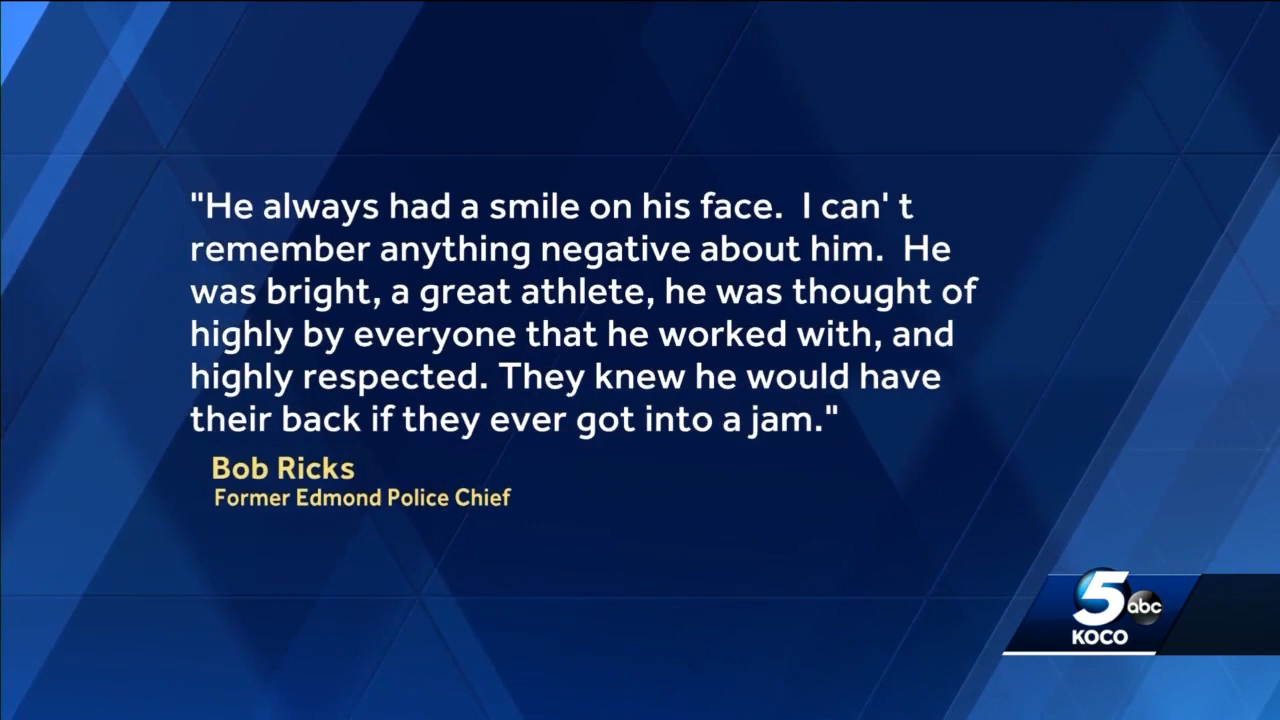 "He always had a smile on his face.  I can' t
remember anything negative about him.  He
was bright, a great athlete, he was thought of
highly by everyone that he worked with, and
highly respected. They knew he would have
their back if they ever got into a jam."
Bob Ricks
Former Edmond Police Chief
5 abc
KOCO